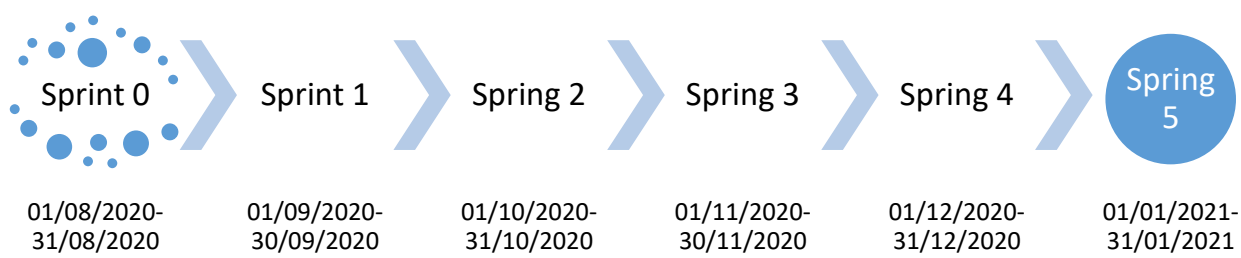 Sprint 0
Sprint 1
Spring 2
Spring 3
Spring 4
Spring
5
01/08/2020-
31/08/2020
01/09/2020-
30/09/2020
01/10/2020-
31/10/2020
01/11/2020-
30/11/2020
01/12/2020-
31/12/2020
01/01/2021-
31/01/2021